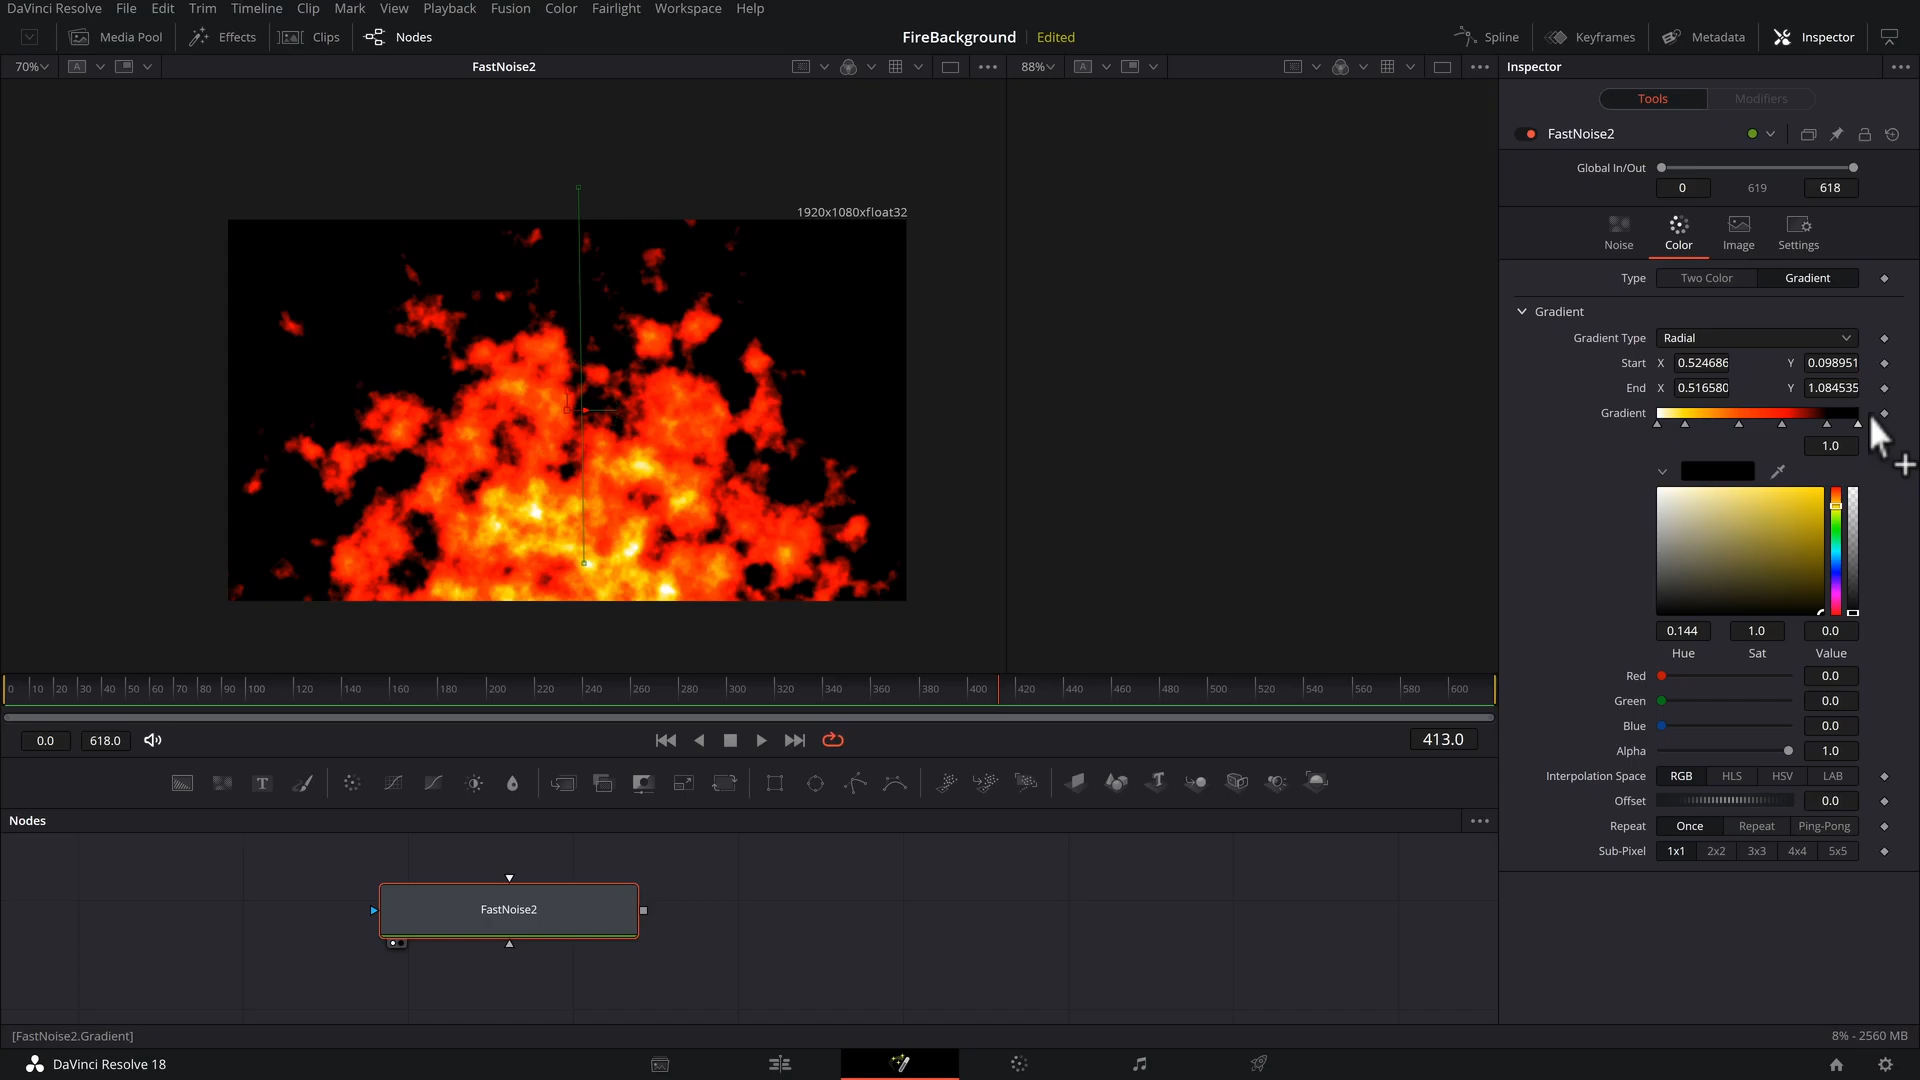 DaVinci Resolve File Edit Trim Timeline Clip Mark View Playback Fusion Color Fairlight Workspace Help
Media Pool Effects Clips Nodes FireBackground Edited Spline Keyframes Metadata Inspector
70% A FastNoise2 88% A Inspector
Tools Modifiers
FastNoise2
Global In/Out
0 619 618
1920x1080xfloat32
Noise Color Image Settings
Type Two Color Gradient
Gradient
Gradient Type Radial
Start X 0.524686 Y 0.098951
End X 0.516580 Y 1.084535
Gradient
1.0
0.144 1.0 0.0
Hue Sat Value
Red 0.0
Green 0.0
Blue 0.0
Alpha 1.0
Interpolation Space RGB HLS HSV LAB
Offset 0.0
Repeat Once Repeat Ping-Pong
Sub-Pixel 1x1 2x2 3x3 4x4 5x5
0 10 20 30 40 50 60 70 80 90 100 120 140 160 180 200 220 240 260 280 300 320 340 360 380 400 420 440 460 480 500 520 540 560 580 600
0.0 618.0 413.0
T T
Nodes
FastNoise2
[FastNoise2.Gradient] 8% - 2560 MB
DaVinci Resolve 18